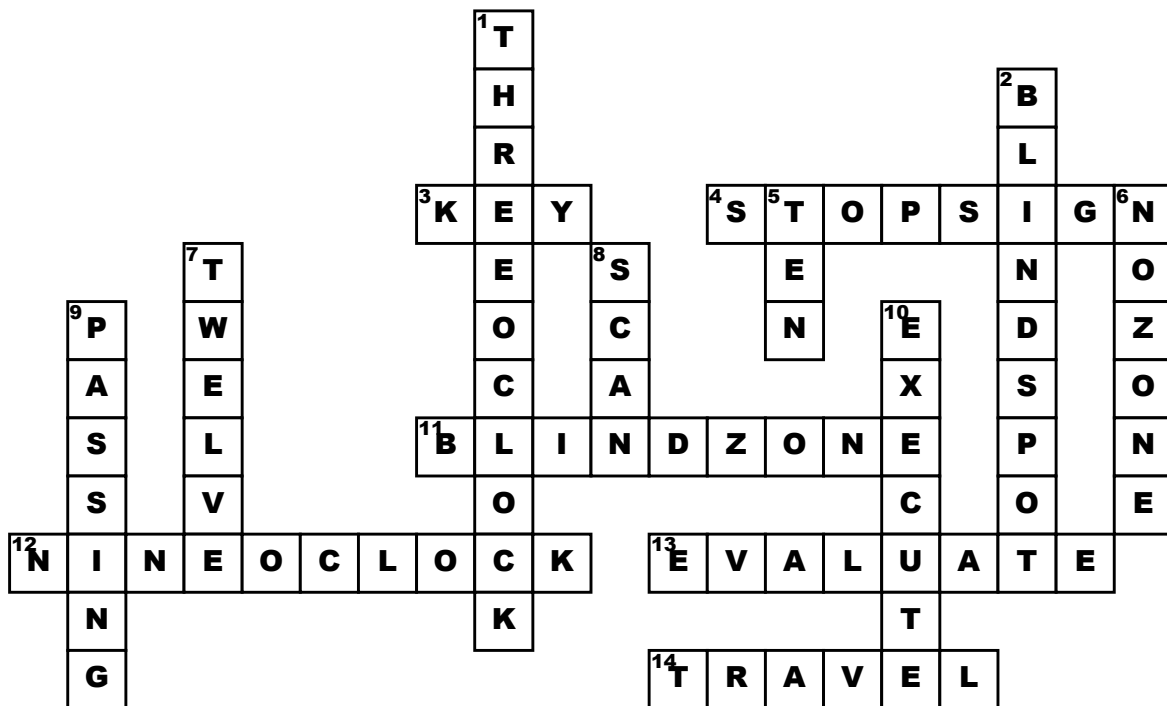 1 T
H 2 B
R L
3 K E Y 4 S 5 T O P S I G 6 N
7 T E 8 S E N O
9 P W O C N 10 E D Z
A E C A X S O
S L 11 B L I N D Z O N E P N
S V O C O E
12 N I N E O C L O C K 13 E V A L U A T E
N K T
G 14 T R A V E L